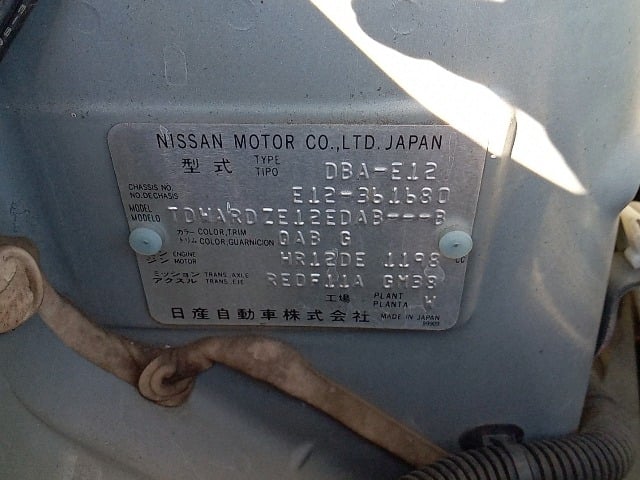 NISSAN MOTOR CO.,LTD. JAPAN
型式 TYPE TIPO DBA-E12
CHASSIS NO. NO.DECHASIS E12-361680
MODEL MODELO TDHARDZE12EDAB---B
カラー COLOR,TRIM トリム COLOR,GUARNICION QAB G
エンジン ENGINE MOTOR HR12DE 1198 CC
ミッション TRANS.,AXLE アクスル TRANS.,EJE RE0F11A GM38
工場 PLANT PLANTA W
日産自動車株式会社 MADE IN JAPAN